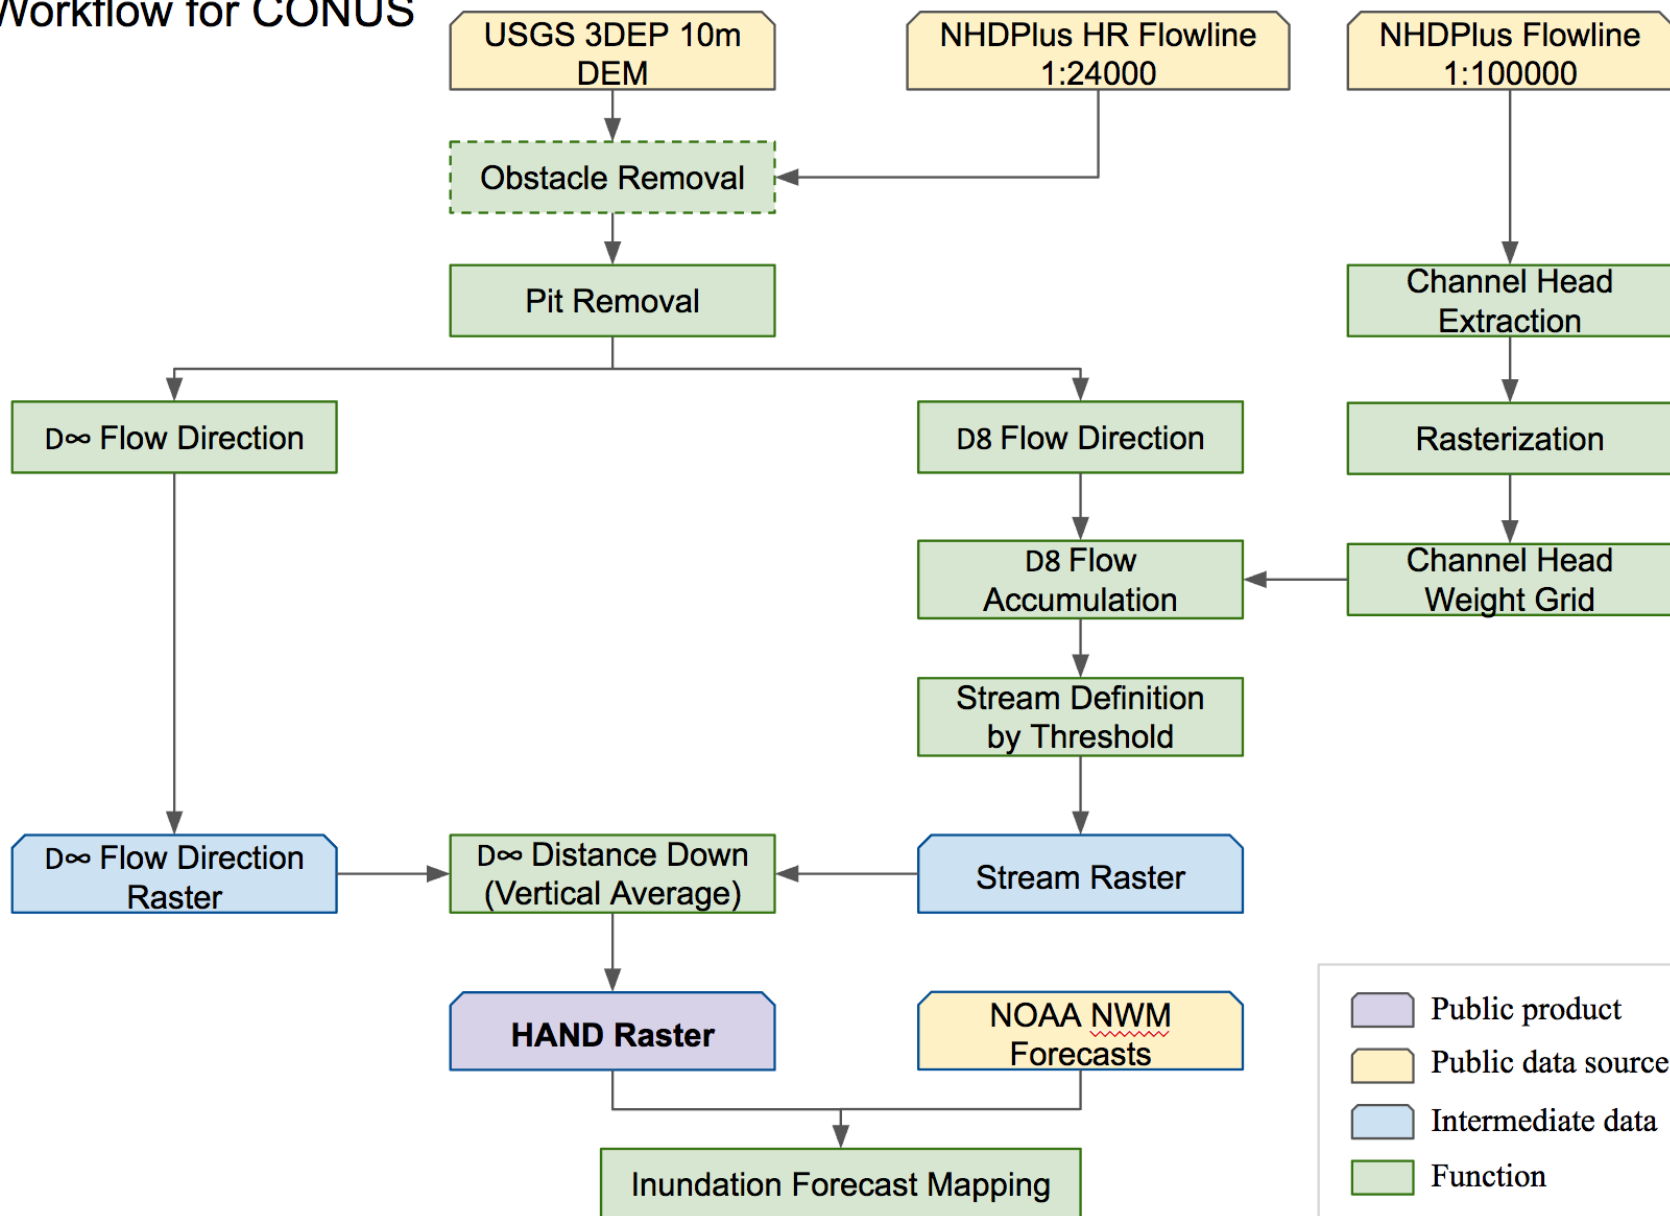 Workflow for CONUS
USGS 3DEP 10m
DEM
NHDPlus HR Flowline
1:24000
NHDPlus Flowline
1:100000
Obstacle Removal
Pit Removal
Channel Head
Extraction
D∞ Flow Direction
D8 Flow Direction
Rasterization
D8 Flow
Accumulation
Channel Head
Weight Grid
Stream Definition
by Threshold
D∞ Flow Direction
Raster
D∞ Distance Down
(Vertical Average)
Stream Raster
HAND Raster
NOAA NWM
Forecasts
Public product
Public data source
Intermediate data
Function
Inundation Forecast Mapping